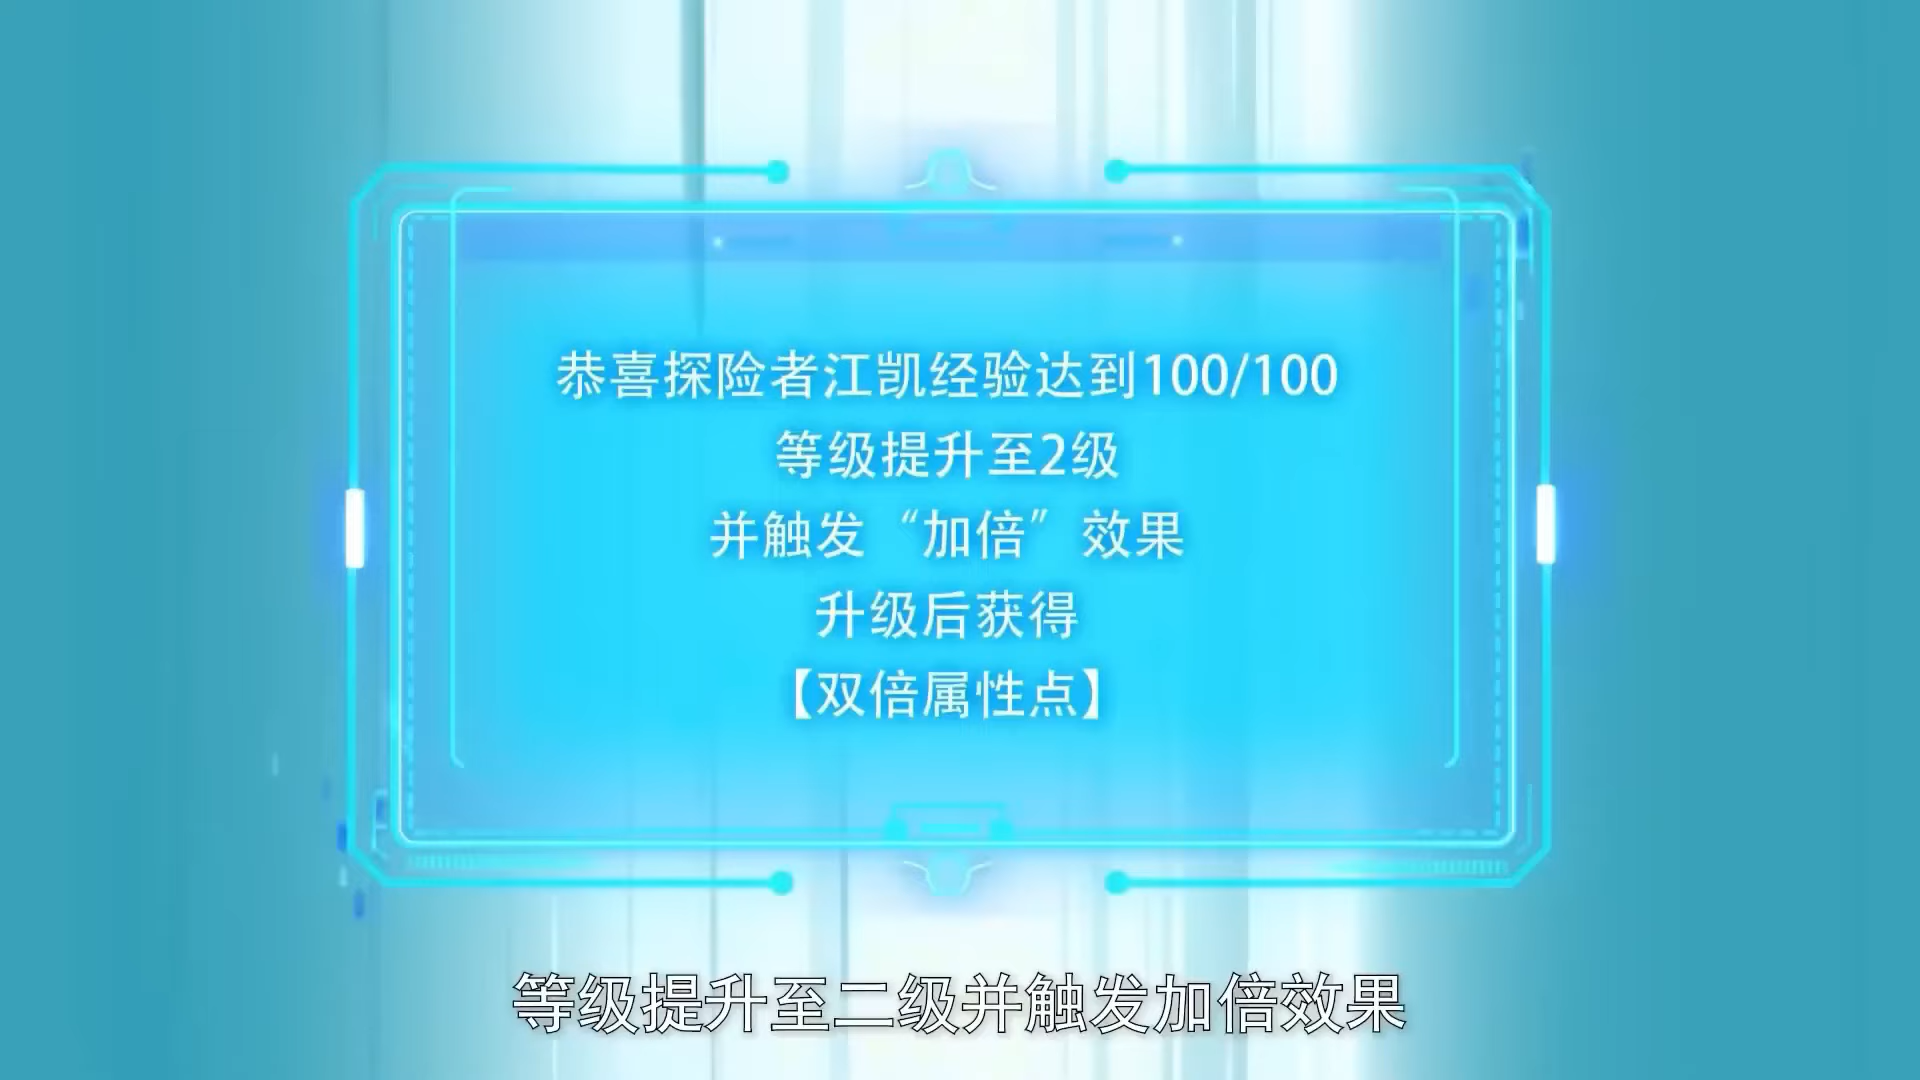 恭喜探险者江凯经验达到100/100
等级提升至2级
并触发“加倍”效果
升级后获得
【双倍属性点】
等级提升至二级并触发加倍效果